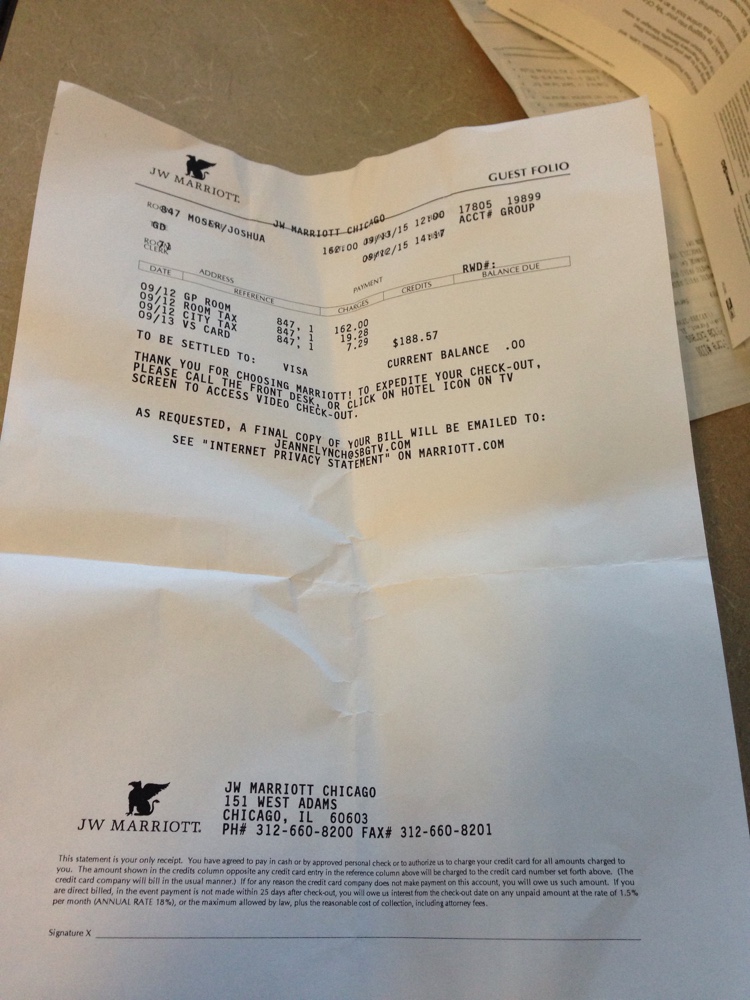 JW MARRIOTT.
GUEST FOLIO
847 MOSER/JOSHUA JW MARRIOTT CHICAGO 162.00 09/13/15 12:00 17805 19899
GD 09/12/15 14:37 ACCT# GROUP
CLERK
RWD#:
DATE ADDRESS REFERENCE PAYMENT CHARGES CREDITS BALANCE DUE
09/12 GP ROOM 847, 1 162.00
09/12 ROOM TAX 847, 1 19.28
09/12 CITY TAX 847, 1 7.29
09/13 VS CARD $188.57
TO BE SETTLED TO: VISA CURRENT BALANCE .00
THANK YOU FOR CHOOSING MARRIOTT! TO EXPEDITE YOUR CHECK-OUT,
PLEASE CALL THE FRONT DESK, OR CLICK ON HOTEL ICON ON TV
SCREEN TO ACCESS VIDEO CHECK-OUT.
AS REQUESTED, A FINAL COPY OF YOUR BILL WILL BE EMAILED TO:
JEANNELYNCH@SBGTV.COM
SEE "INTERNET PRIVACY STATEMENT" ON MARRIOTT.COM
JW MARRIOTT.
JW MARRIOTT CHICAGO
151 WEST ADAMS
CHICAGO, IL 60603
PH# 312-660-8200 FAX# 312-660-8201
This statement is your only receipt. You have agreed to pay in cash or by approved personal check or to authorize us to charge your credit card for all amounts charged to
you. The amount shown in the credits column opposite any credit card entry in the reference column above will be charged to the credit card number set forth above. (The
credit card company will bill in the usual manner.) If for any reason the credit card company does not make payment on this account, you will owe us such amount. If you
are direct billed, in the event payment is not made within 25 days after check-out, you will owe us interest from the check-out date on any unpaid amount at the rate of 1.5%
per month (ANNUAL RATE 18%), or the maximum allowed by law, plus the reasonable cost of collection, including attorney fees.
Signature X